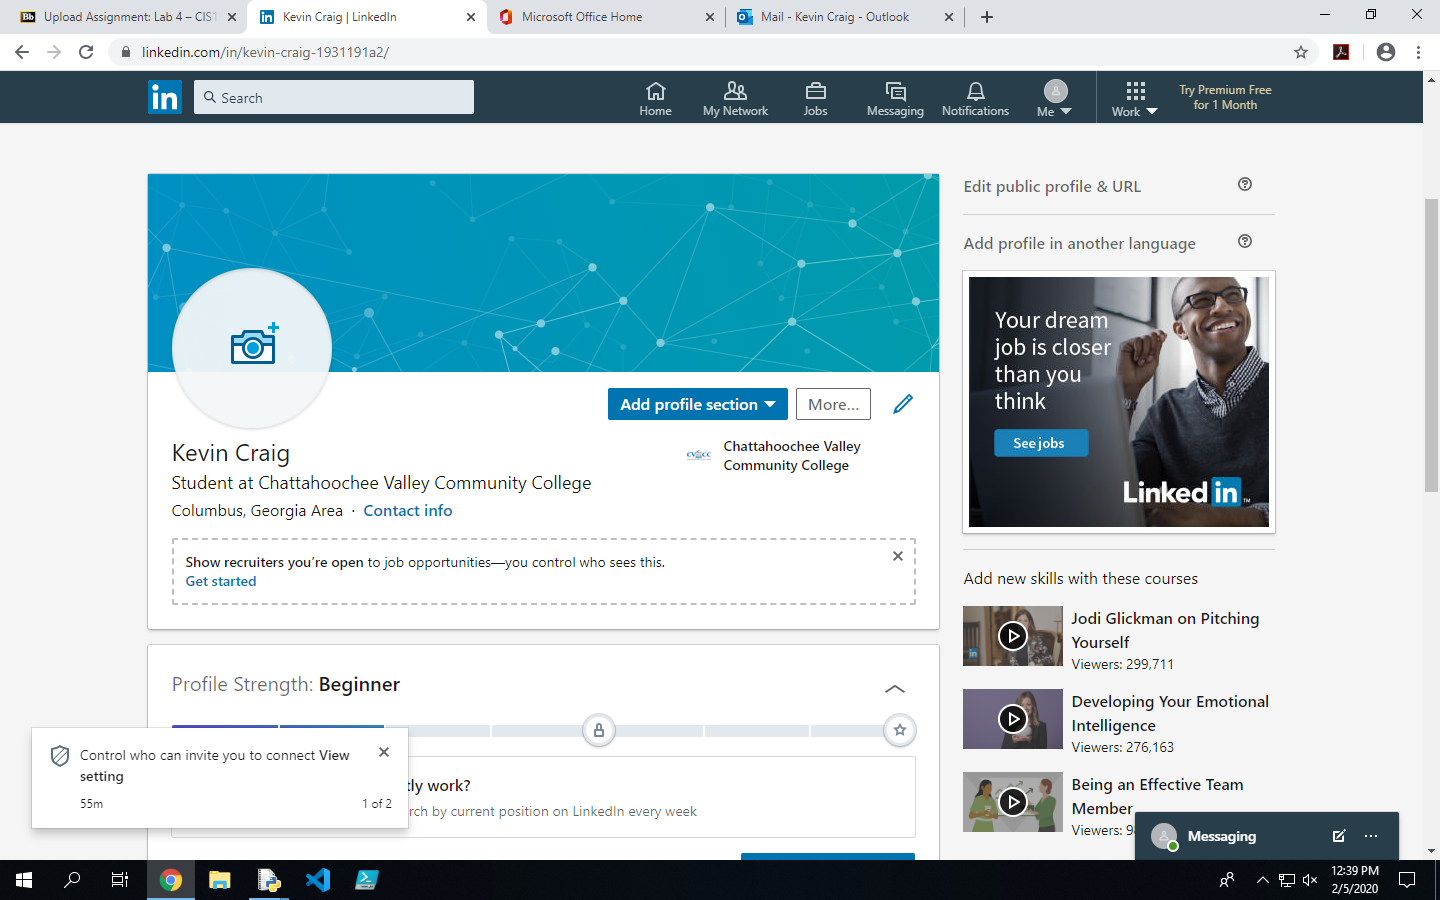 Upload Assignment: Lab 4 – CIS1
Kevin Craig | LinkedIn
Microsoft Office Home
Mail - Kevin Craig - Outlook
linkedin.com/in/kevin-craig-1931191a2/
in
Search
Home
My Network
Jobs
Messaging
Notifications
Me
Work
Try Premium Free
for 1 Month
Add profile section
More...
Kevin Craig
Student at Chattahoochee Valley Community College
Columbus, Georgia Area · Contact info
Chattahoochee Valley
Community College
Show recruiters you’re open to job opportunities—you control who sees this.
Get started
Profile Strength: Beginner
tly work?
rch by current position on LinkedIn every week
Control who can invite you to connect View
setting
55m
1 of 2
Edit public profile & URL
Add profile in another language
Your dream
job is closer
than you
think
See jobs
Linked in
Add new skills with these courses
Jodi Glickman on Pitching
Yourself
Viewers: 299,711
Developing Your Emotional
Intelligence
Viewers: 276,163
Being an Effective Team
Member
Viewers:
Messaging
12:39 PM
2/5/2020